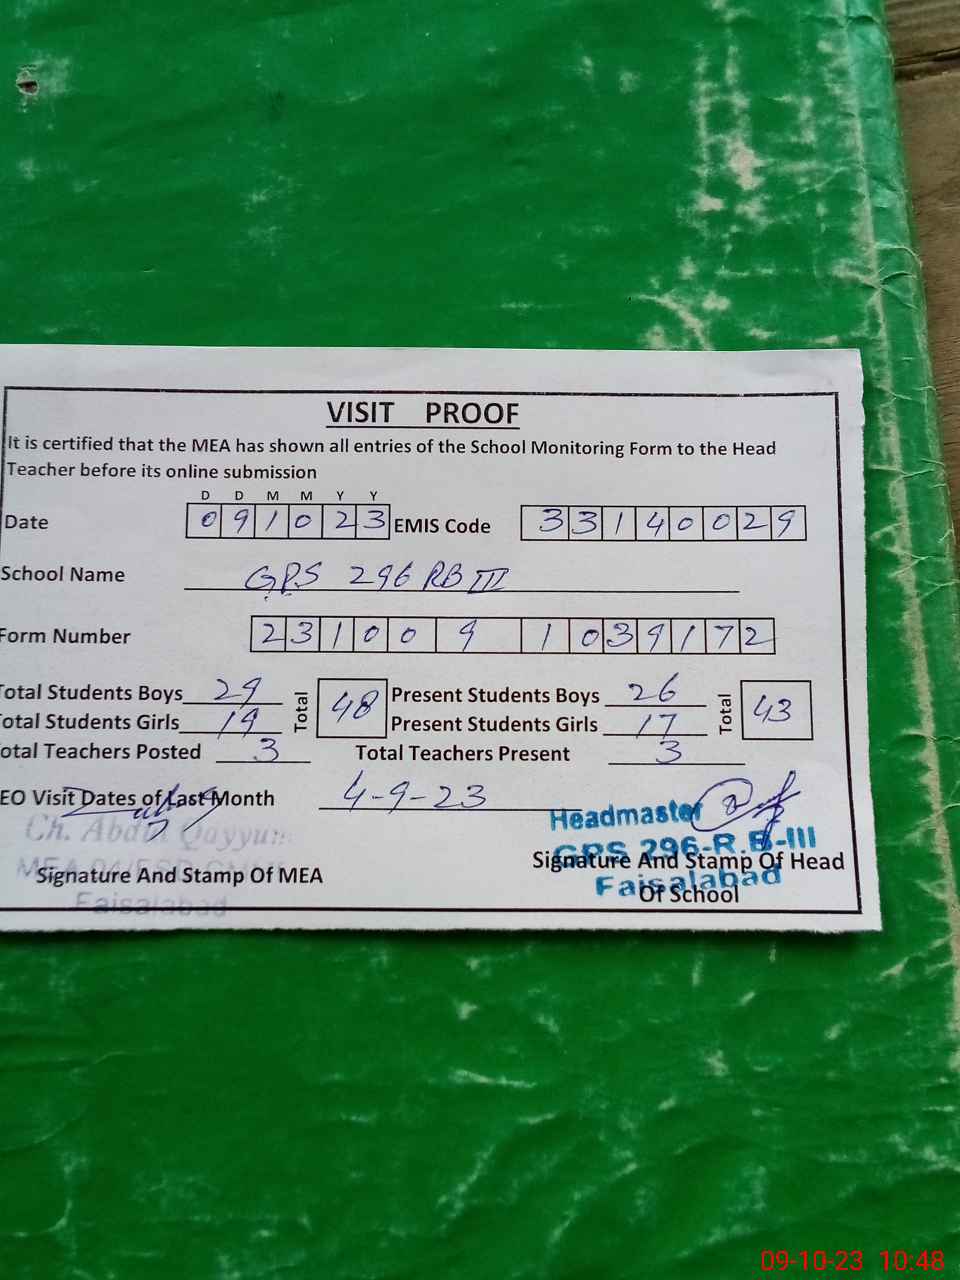 VISIT PROOF
It is certified that the MEA has shown all entries of the School Monitoring Form to the Head
Teacher before its online submission
D D M M Y Y
Date 0 9 1 0 2 3 EMIS Code 3 3 1 4 0 0 2 9
School Name GPS 296 RB III
Form Number 2 3 1 0 0 9 1 0 3 9 1 7 2
Total Students Boys 29 Total 48 Present Students Boys 26 Total 43
Total Students Girls 19 Present Students Girls 17
otal Teachers Posted 3 Total Teachers Present 3
EO Visit Dates of Last Month 4-9-23
Ch. Abdul Qayyum
Headmaster
GPS 296-R.B-III
Faisalabad
MEA
Faisalabad
Signature And Stamp Of MEA
Signature And Stamp Of Head
Of School
09-10-23 10:48